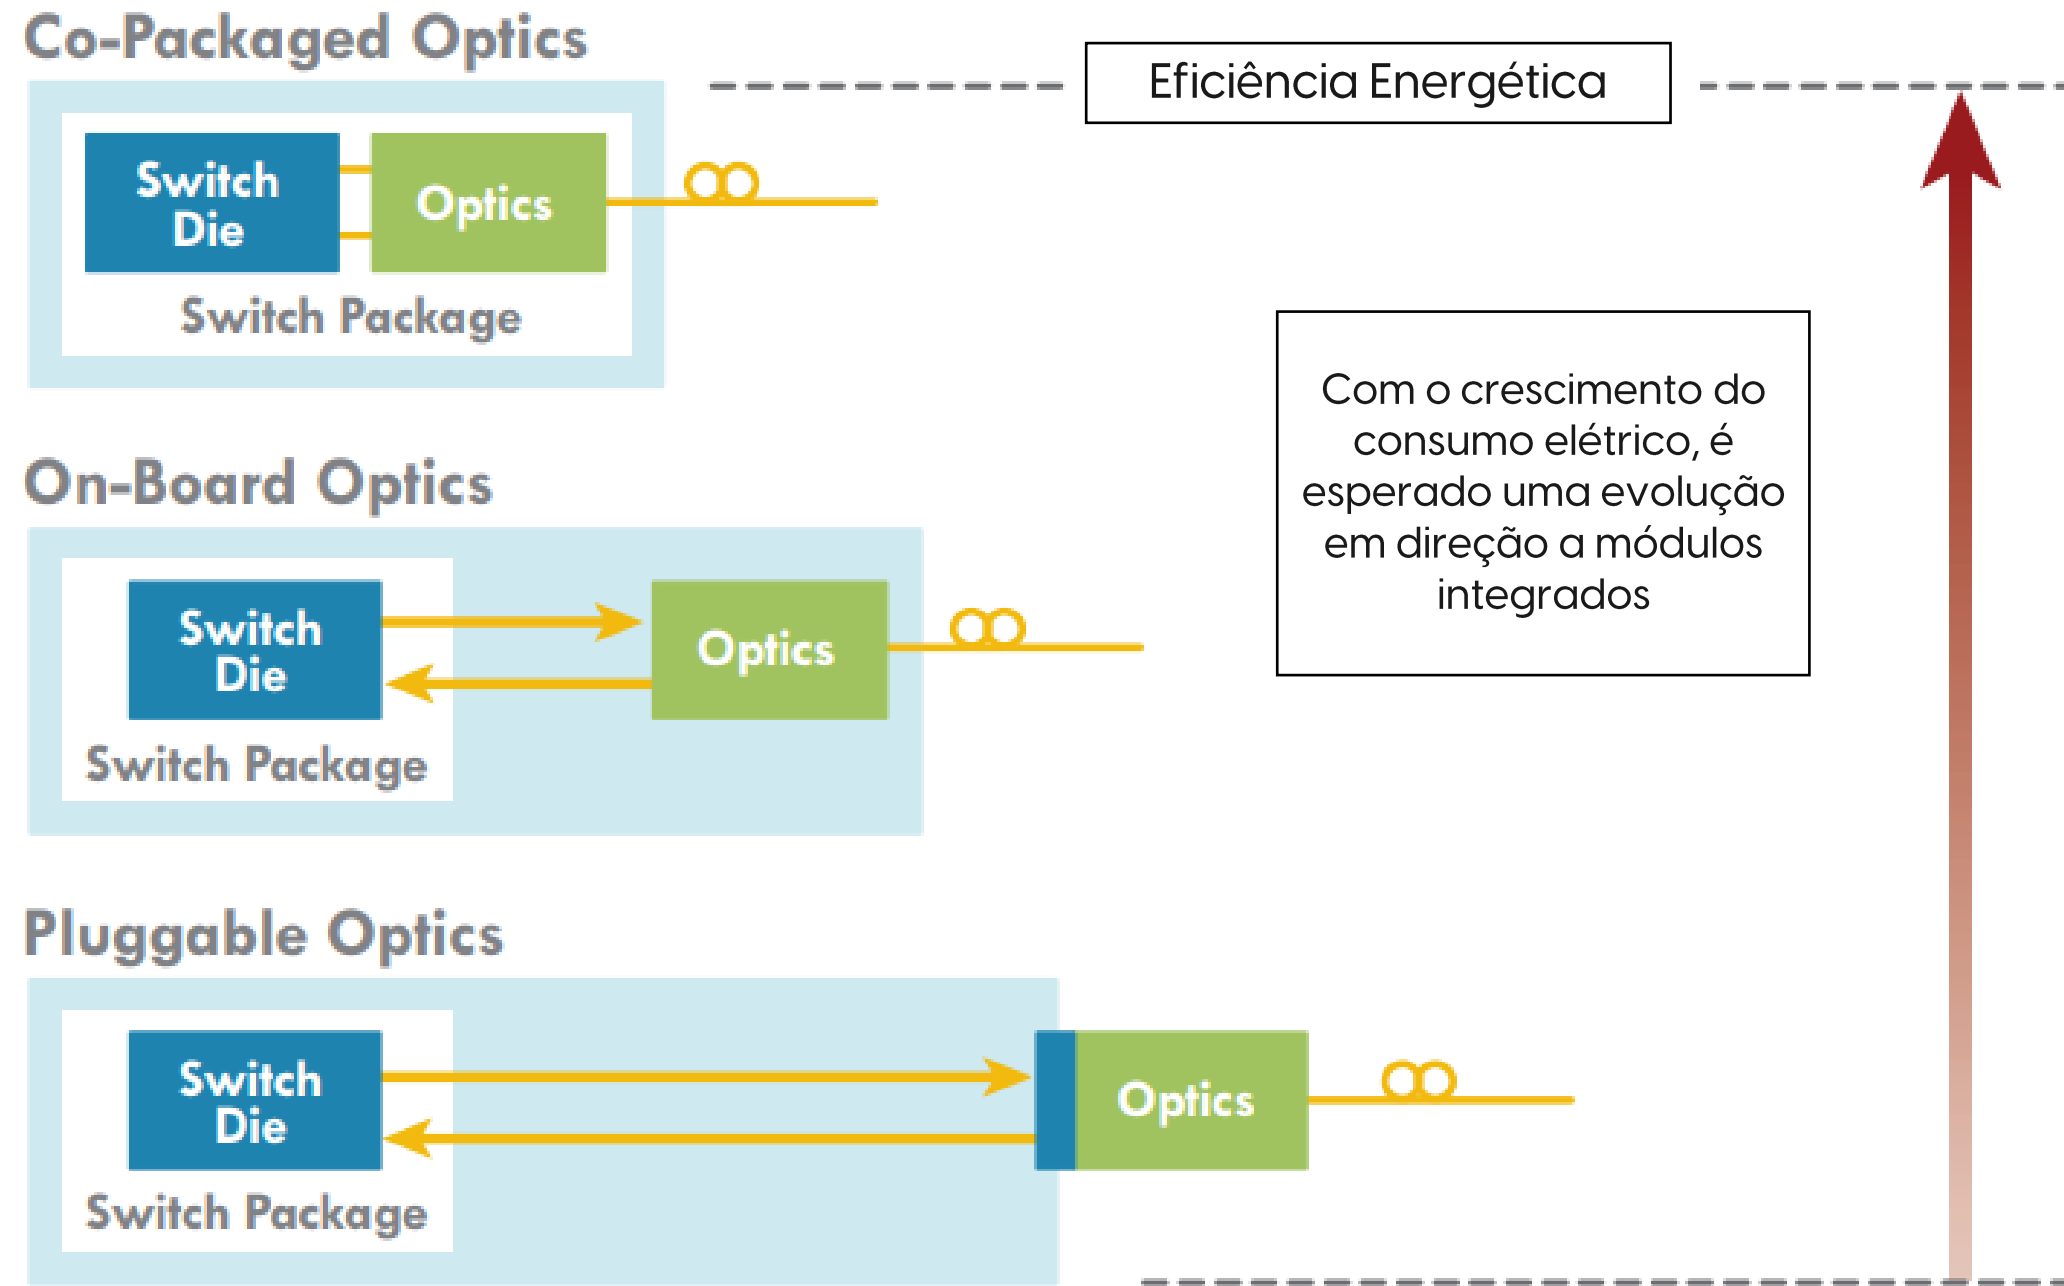 Co-Packaged Optics
Eficiência Energética
Switch
Die
Optics
Switch Package
Com o crescimento do
consumo elétrico, é
esperado uma evolução
em direção a módulos
integrados
On-Board Optics
Switch
Die
Optics
Switch Package
Pluggable Optics
Switch
Die
Optics
Switch Package